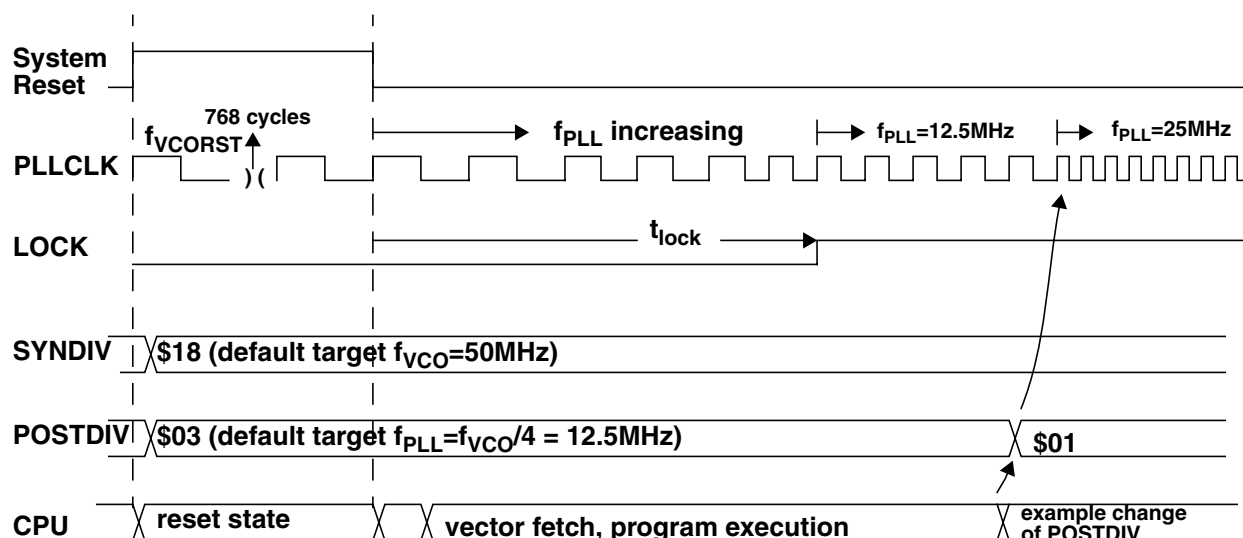 System
Reset
768 cycles
fVCORST
fPLL increasing
fPLL=12.5MHz
fPLL=25MHz
PLLCLK
) (
LOCK
tlock
SYNDIV
$18 (default target fVCO=50MHz)
POSTDIV
$03 (default target fPLL=fVCO/4 = 12.5MHz)
$01
CPU
reset state
vector fetch, program execution
example change
of POSTDIV